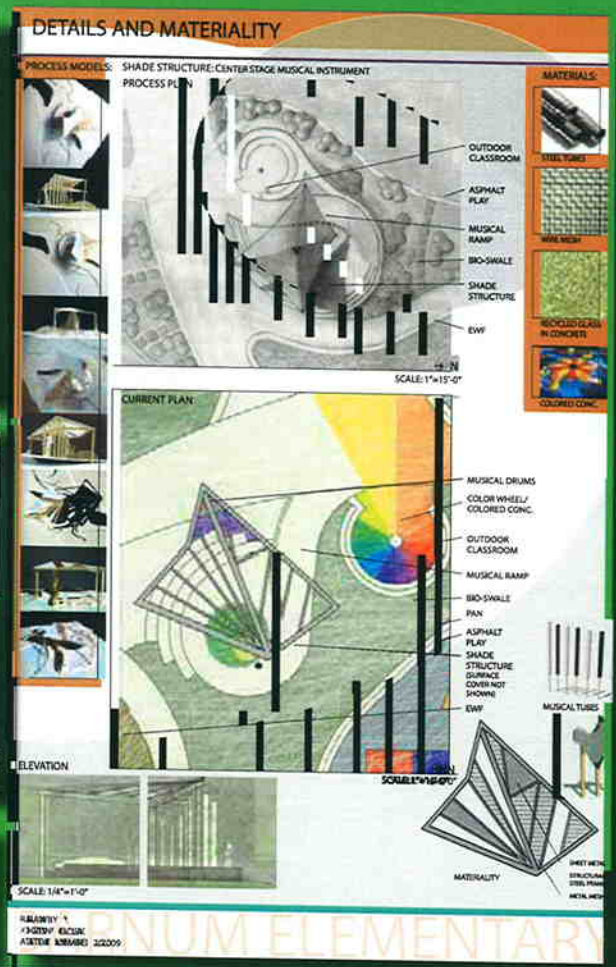 DETAILS AND MATERIALITY
PROCESS MODELS:
SHADE STRUCTURE: CENTER STAGE MUSICAL INSTRUMENT
PROCESS PLAN
OUTDOOR
CLASSROOM
ASPHALT
PLAY
MUSICAL
RAMP
BIO-SWALE
SHADE
STRUCTURE
EWF
N
SCALE: 1"=15'-0"
MATERIALS:
STEEL TUBES
WIRE MESH
RECYCLED GLASS
IN CONCRETE
COLORED CONC.
CURRENT PLAN
MUSICAL DRUMS
COLOR WHEEL/
COLORED CONC.
OUTDOOR
CLASSROOM
MUSICAL RAMP
BIO-SWALE
PAN
ASPHALT
PLAY
SHADE
STRUCTURE
(SURFACE
COVER NOT
SHOWN)
EWF
N
MUSICAL TUBES
ELEVATION
SCALE: 1/4"=1'-0"
MATERIALITY
SHEET METAL
STRUCTURAL
STEEL FRAM
METAL MESH
NUM ELEMENTARY
2/2009